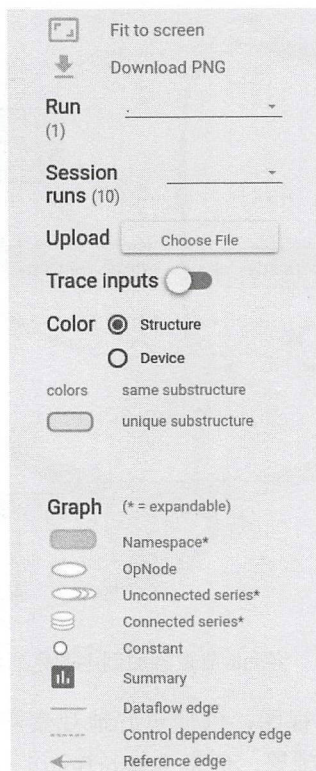 Fit to screen
Download PNG
Run
(1)
.
Session
runs (10)
Upload Choose File
Trace inputs
Color Structure
Device
colors same substructure
unique substructure
Graph (* = expandable)
Namespace*
OpNode
Unconnected series*
Connected series*
Constant
Summary
Dataflow edge
Control dependency edge
Reference edge